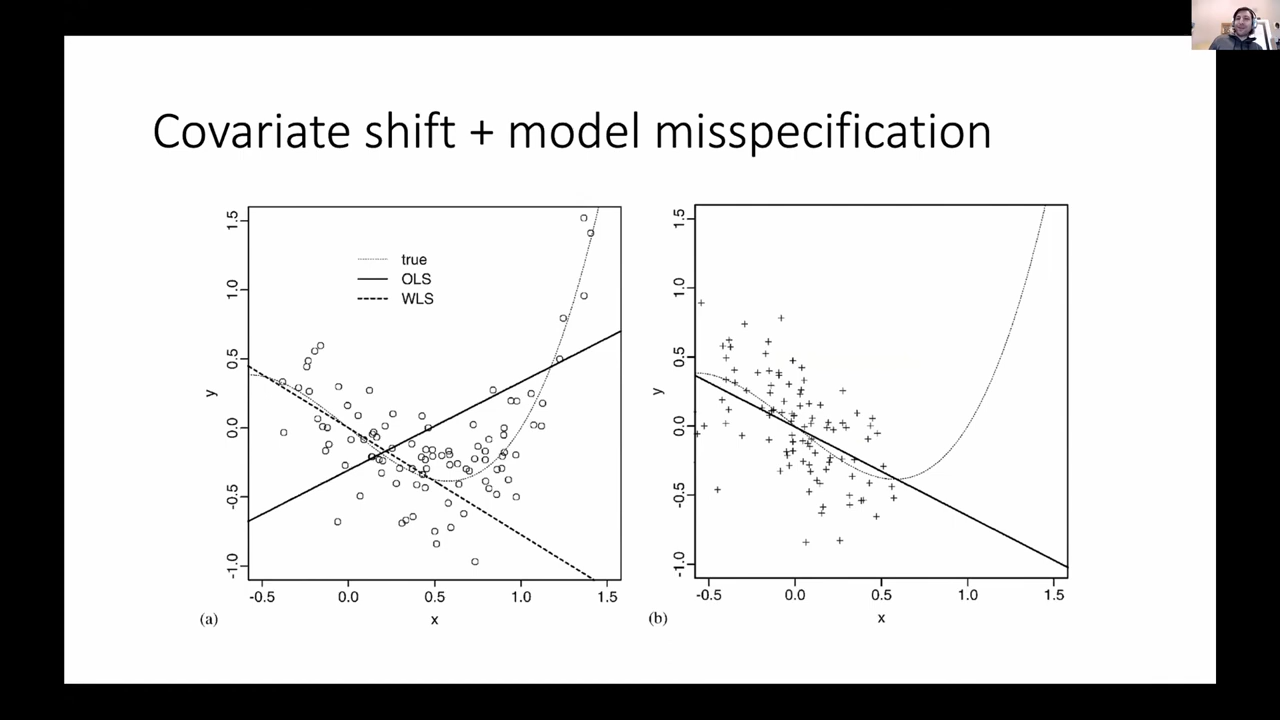 Covariate shift + model misspecification
true
OLS
WLS
y
1.5
1.0
0.5
0.0
-0.5
-1.0
-0.5 0.0 0.5 1.0 1.5
(a)
x
y
1.5
1.0
0.5
0.0
-0.5
-1.0
-0.5 0.0 0.5 1.0 1.5
(b)
x